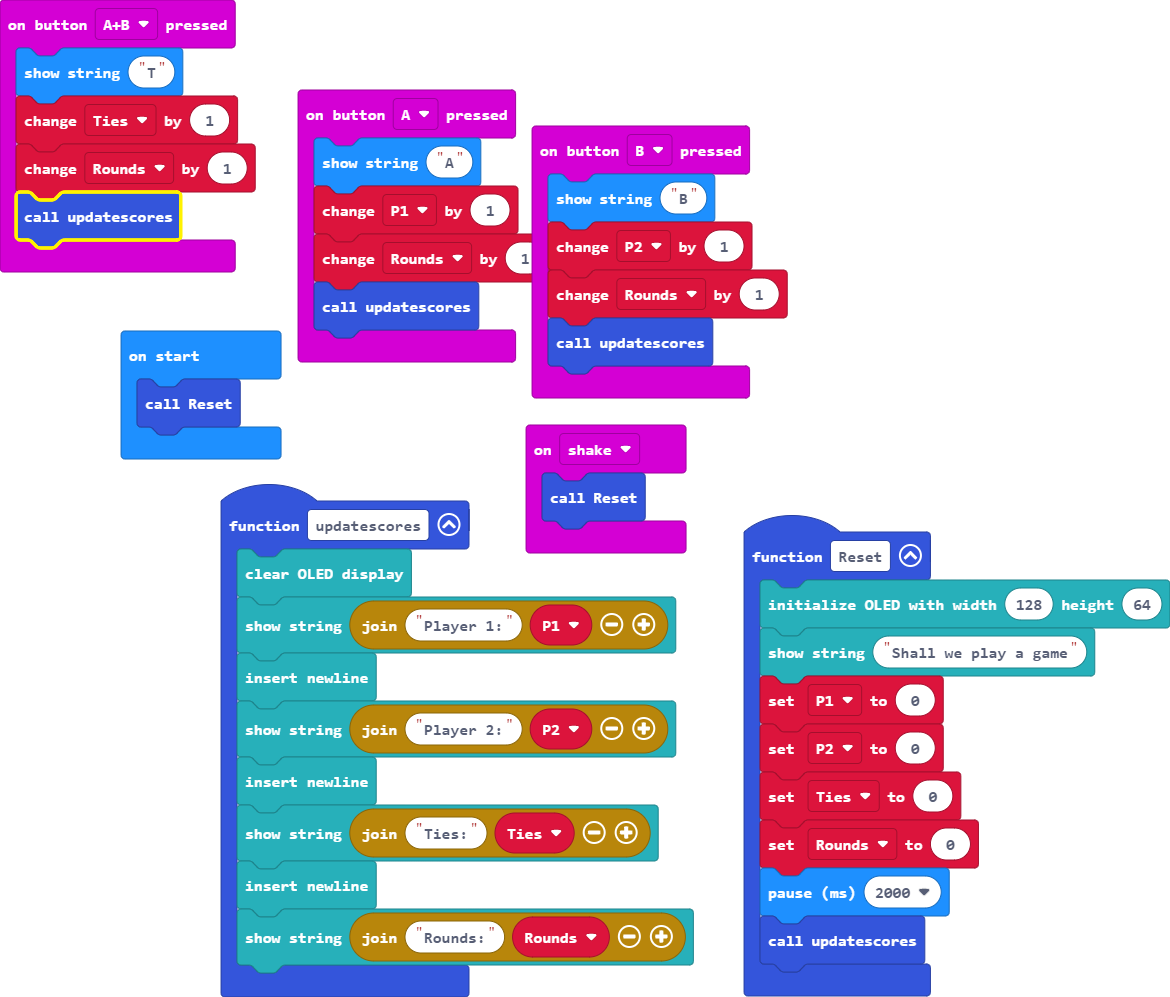 on button A+B pressed
show string "T"
change Ties by 1
change Rounds by 1
call updatescores
on button A pressed
show string "A"
change P1 by 1
change Rounds by 1
call updatescores
on button B pressed
show string "B"
change P2 by 1
change Rounds by 1
call updatescores
on start
call Reset
on shake
call Reset
function updatescores
clear OLED display
show string join "Player 1:" P1
insert newline
show string join "Player 2:" P2
insert newline
show string join "Ties:" Ties
insert newline
show string join "Rounds:" Rounds
function Reset
initialize OLED with width 128 height 64
show string "Shall we play a game"
set P1 to 0
set P2 to 0
set Ties to 0
set Rounds to 0
pause (ms) 2000
call updatescores